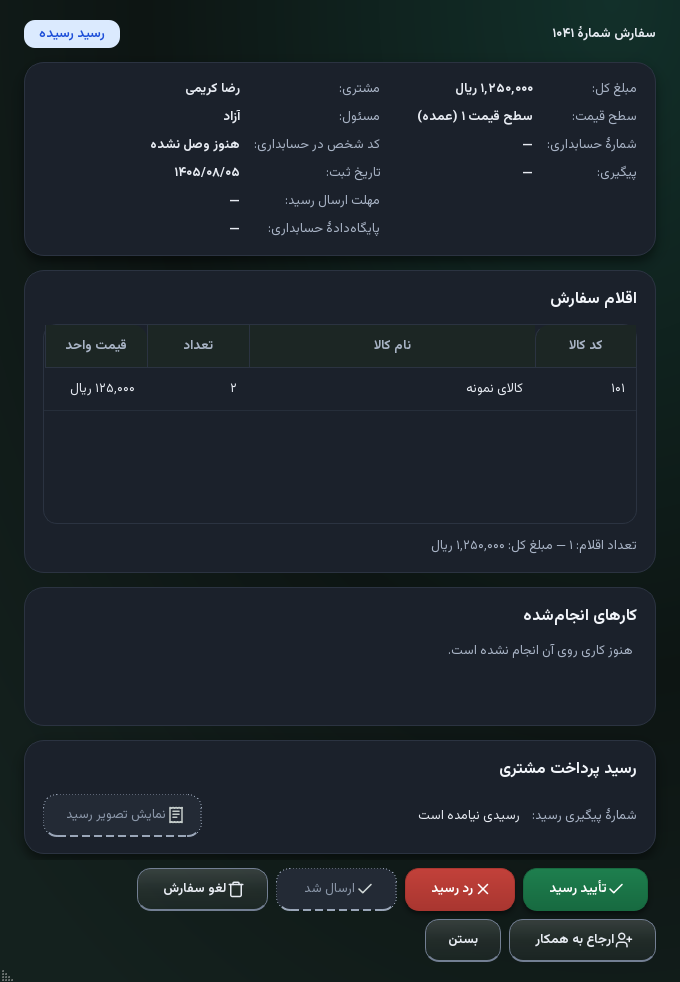 سفارش شمارهٔ ۱۰۴۱
رسید رسیده
مبلغ کل: ۱,۲۵۰,۰۰۰ ریال
مشتری: رضا کریمی
سطح قیمت: سطح قیمت ۱ (عمده)
مسئول: آزاد
شمارهٔ حسابداری: —
کد شخص در حسابداری: هنوز وصل نشده
پیگیری: —
تاریخ ثبت: ۱۴۰۵/۰۸/۰۵
مهلت ارسال رسید: —
پایگاه‌دادهٔ حسابداری: —
اقلام سفارش
کد کالا نام کالا تعداد قیمت واحد
۱۰۱ کالای نمونه ۲ ۱۲۵,۰۰۰ ریال
تعداد اقلام: ۱ — مبلغ کل: ۱,۲۵۰,۰۰۰ ریال
کارهای انجام‌شده
هنوز کاری روی آن انجام نشده است.
رسید پرداخت مشتری
شمارهٔ پیگیری رسید: رسیدی نیامده است
نمایش تصویر رسید
تأیید رسید
رد رسید
ارسال شد
لغو سفارش
ارجاع به همکار
بستن